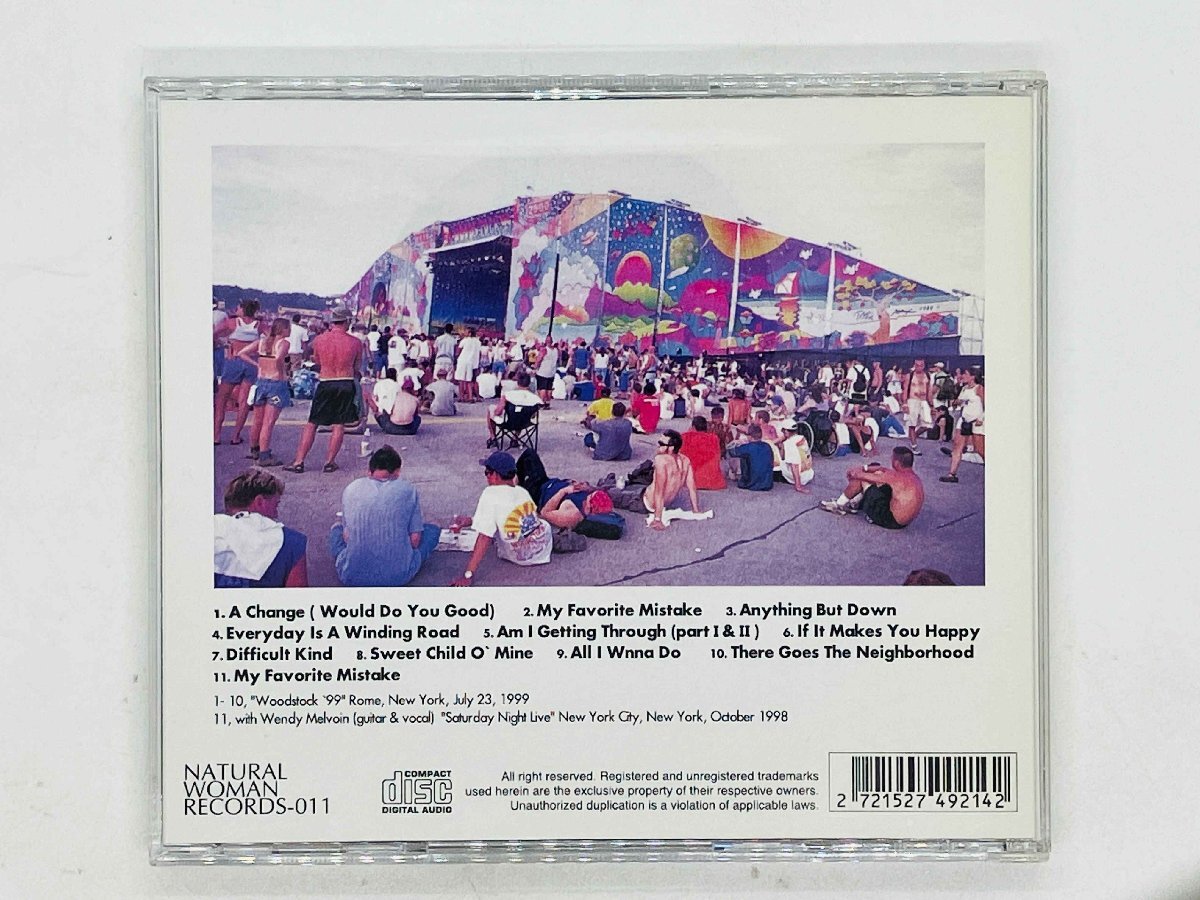 1. A Change ( Would Do You Good) 2. My Favorite Mistake 3. Anything But Down
4. Everyday Is A Winding Road 5. Am I Getting Through (part I & II ) 6. If It Makes You Happy
7. Difficult Kind 8. Sweet Child O` Mine 9. All I Wnna Do 10. There Goes The Neighborhood
11. My Favorite Mistake
1- 10, "Woodstock `99" Rome, New York, July 23, 1999
11, with Wendy Melvoin (guitar & vocal) "Saturday Night Live" New York City, New York, October 1998
NATURAL
WOMAN
RECORDS-011
COMPACT
disc
DIGITAL AUDIO
All right reserved. Registered and unregistered trademarks
used herein are the exclusive property of their respective owners.
Unauthorized duplication is a violation of applicable laws.
2 721527 492142